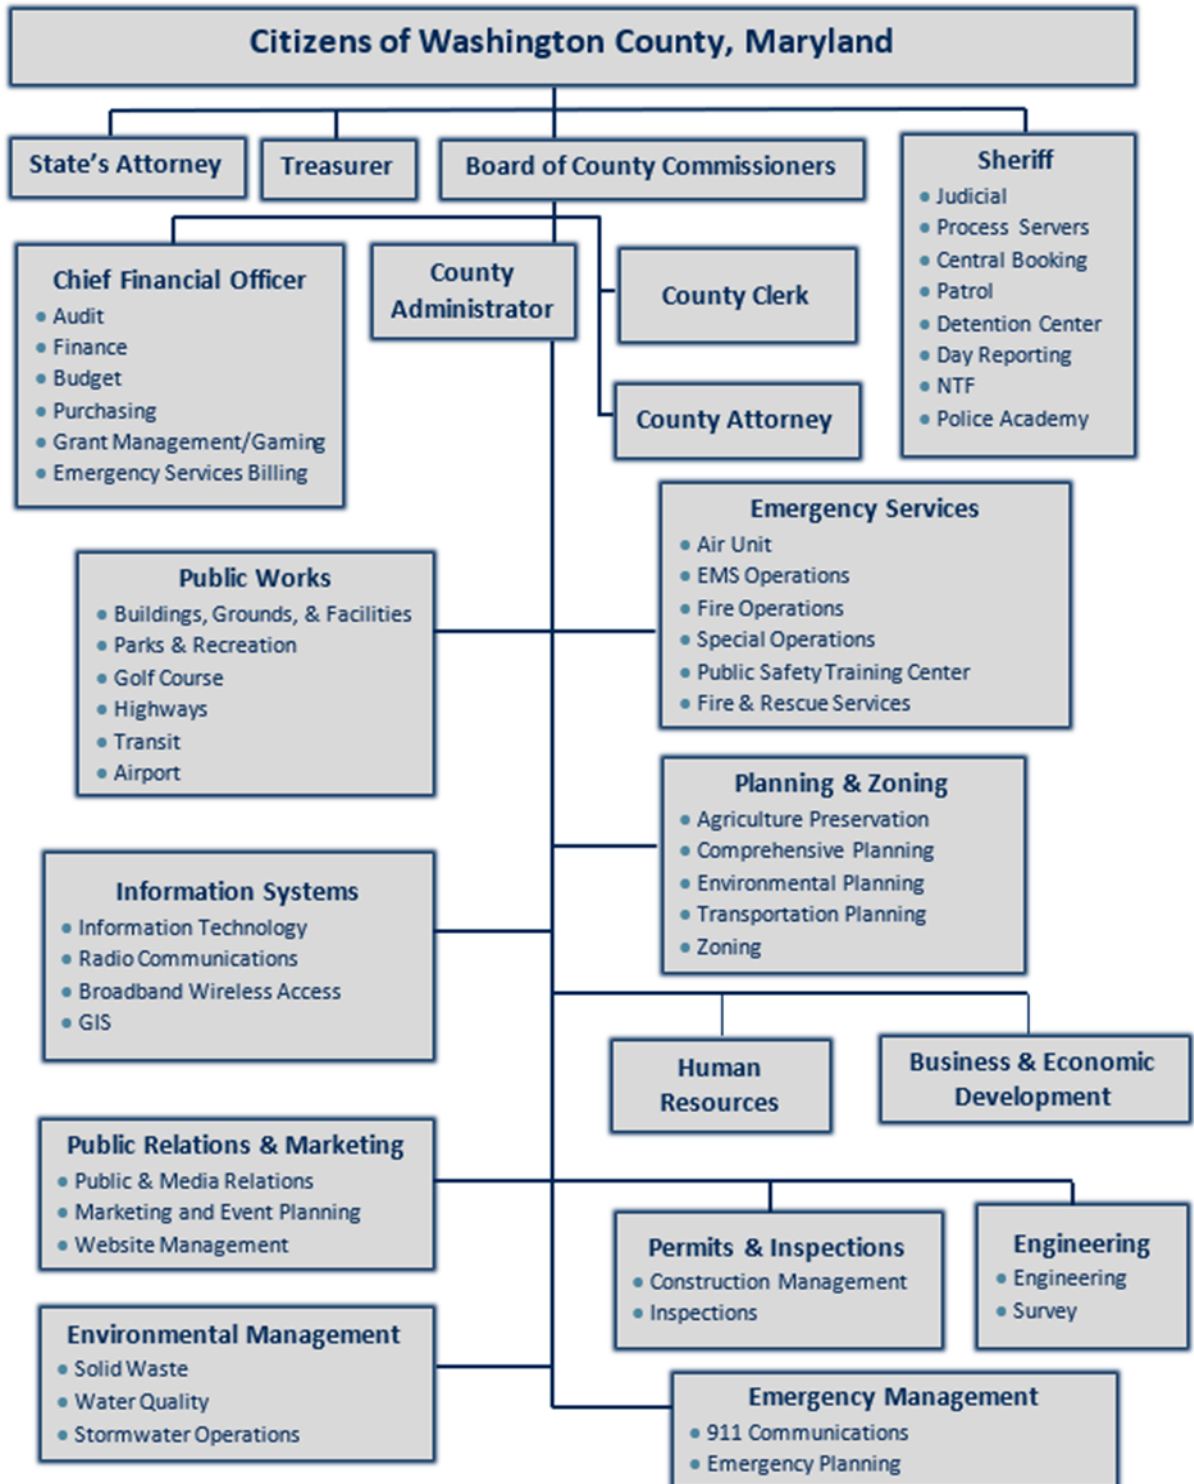 Citizens of Washington County, Maryland
State's Attorney
Treasurer
Board of County Commissioners
Sheriff
• Judicial
• Process Servers
• Central Booking
• Patrol
• Detention Center
• Day Reporting
• NTF
• Police Academy
Chief Financial Officer
• Audit
• Finance
• Budget
• Purchasing
• Grant Management/Gaming
• Emergency Services Billing
County
Administrator
County Clerk
County Attorney
Emergency Services
• Air Unit
• EMS Operations
• Fire Operations
• Special Operations
• Public Safety Training Center
• Fire & Rescue Services
Public Works
• Buildings, Grounds, & Facilities
• Parks & Recreation
• Golf Course
• Highways
• Transit
• Airport
Planning & Zoning
• Agriculture Preservation
• Comprehensive Planning
• Environmental Planning
• Transportation Planning
• Zoning
Information Systems
• Information Technology
• Radio Communications
• Broadband Wireless Access
• GIS
Human
Resources
Business & Economic
Development
Public Relations & Marketing
• Public & Media Relations
• Marketing and Event Planning
• Website Management
Permits & Inspections
• Construction Management
• Inspections
Engineering
• Engineering
• Survey
Environmental Management
• Solid Waste
• Water Quality
• Stormwater Operations
Emergency Management
• 911 Communications
• Emergency Planning